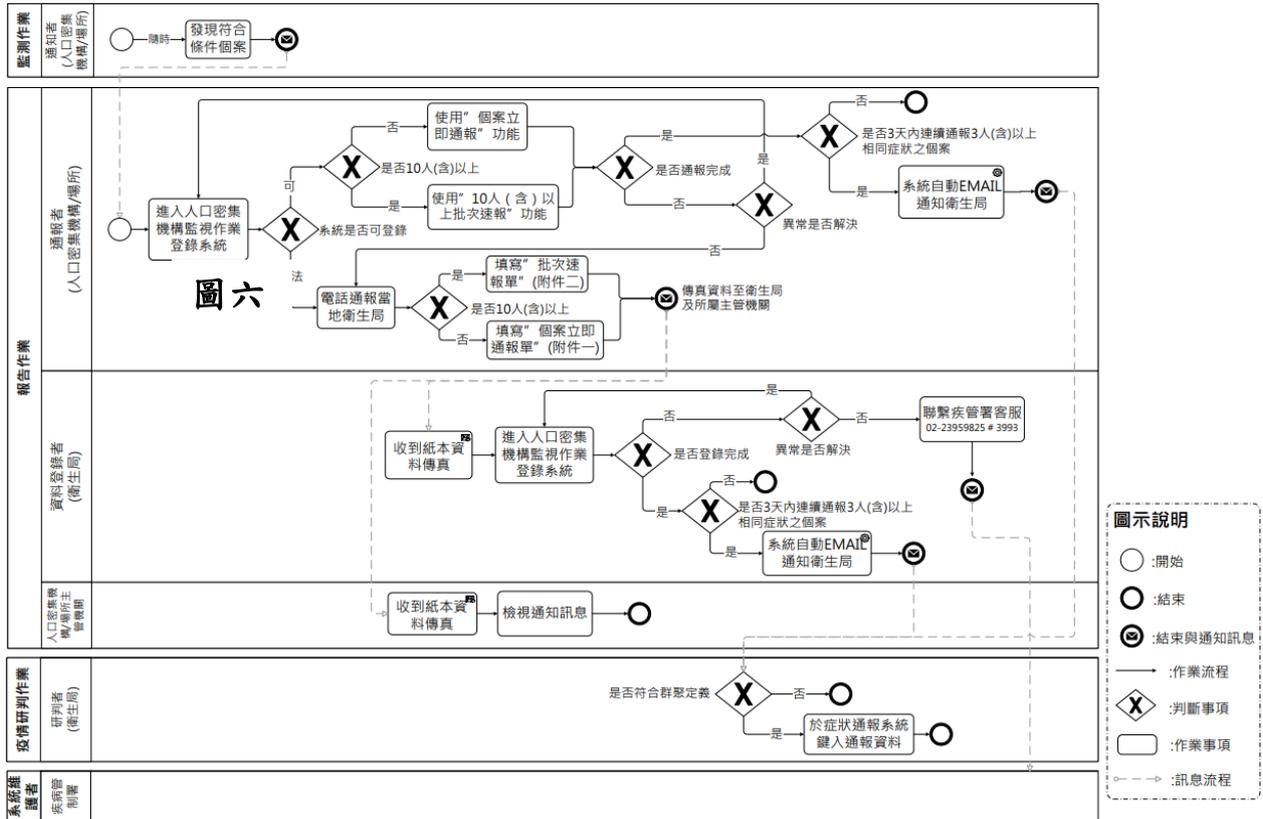 監測作業
通知者
(人口密集
機構/場所)
隨時
發現符合
條件個案
報告作業
通報者
(人口密集機構/場所)
進入人口密集
機構監視作業
登錄系統
可
系統是否可登錄
法
否
是否10人(含)以上
是
使用”個案立
即通報”功能
使用”10人(含)以
上批次速報”功能
是
是否通報完成
否
是
異常是否解決
否
否
是否3天內連續通報3人(含)以上
相同症狀之個案
是
系統自動EMAIL
通知衛生局
圖六
電話通報當
地衛生局
是
是否10人(含)以上
否
填寫”批次速
報單”(附件二)
填寫”個案立即
通報單”(附件一)
傳真資料至衛生局
及所屬主管機關
資料登錄者
(衛生局)
收到紙本資
料傳真
進入人口密集
機構監視作業
登錄系統
是
否
是否登錄完成
是
異常是否解決
否
聯繫疾管署客服
02-23959825 # 3993
否
是否3天內連續通報3人(含)以上
相同症狀之個案
是
系統自動EMAIL
通知衛生局
人口密集機
構/場所主
管機關
收到紙本資
料傳真
檢視通知訊息
疫情研判作業
研判者
(衛生局)
是否符合群聚定義
否
是
於症狀通報系統
鍵入通報資料
系統維
護者
疾病管
制署
圖示說明
:開始
:結束
:結束與通知訊息
:作業流程
:判斷事項
:作業事項
:訊息流程